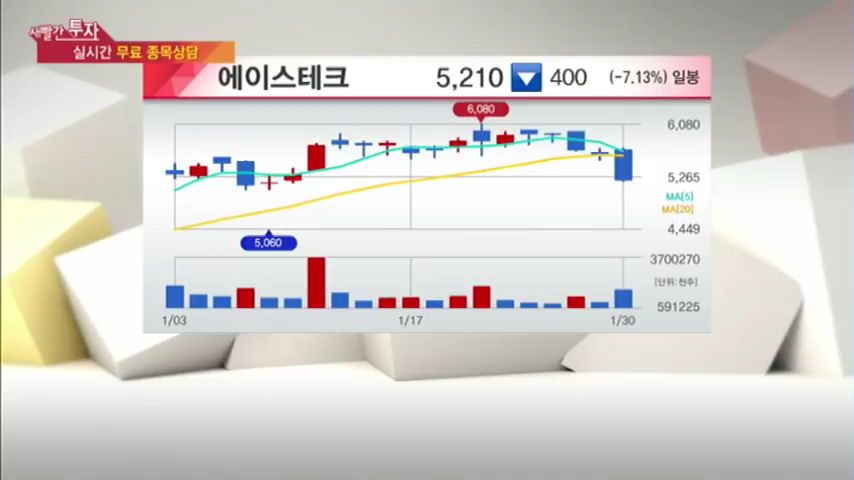 새빨간 투자
실시간 무료 종목상담
에이스테크 5,210 ▼ 400 (-7.13%) 일봉
6,080
6,080
5,265
MA[5]
MA[20]
5,060
4,449
3700270
[단위:천주]
591225
1/03 1/17 1/30